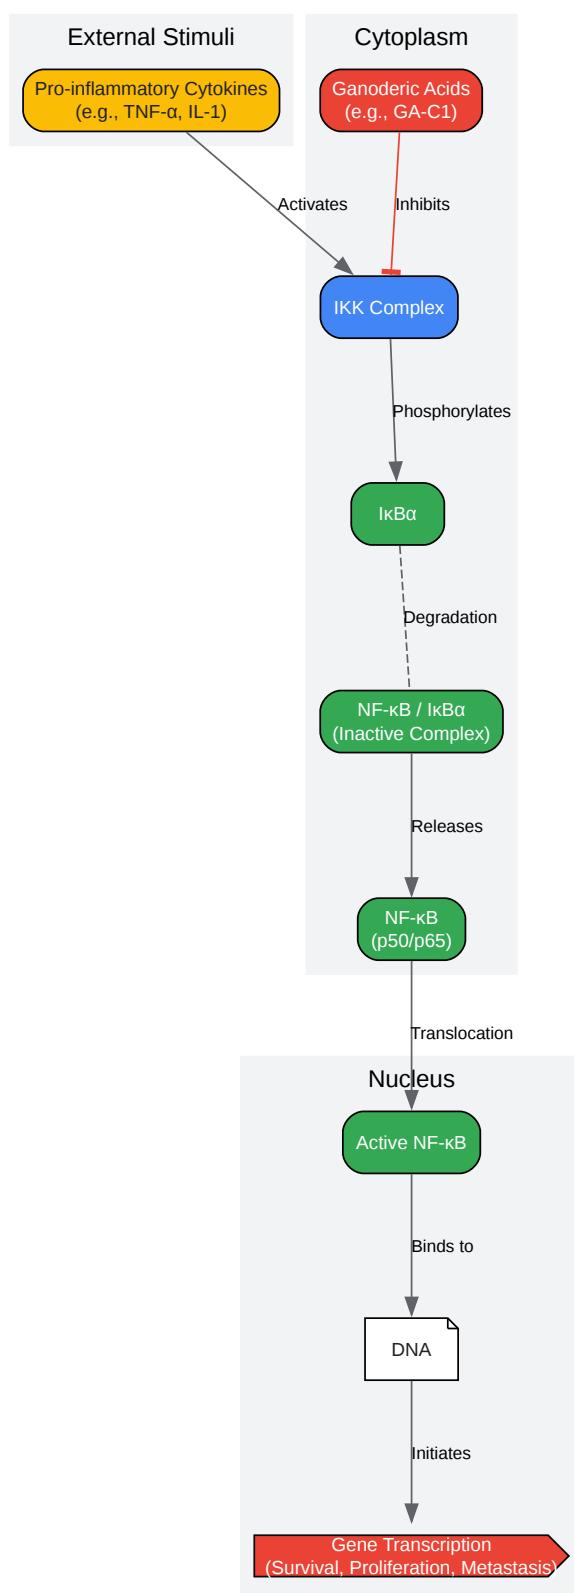 External Stimuli
Cytoplasm
Pro-inflammatory Cytokines
(e.g., TNF-α, IL-1)
Ganoderic Acids
(e.g., GA-C1)
Activates
Inhibits
IKK Complex
Phosphorylates
IκBα
Degradation
NF-κB / IκBα
(Inactive Complex)
Releases
NF-κB
(p50/p65)
Translocation
Nucleus
Active NF-κB
Binds to
DNA
Initiates
Gene Transcription
(Survival, Proliferation, Metastasis)